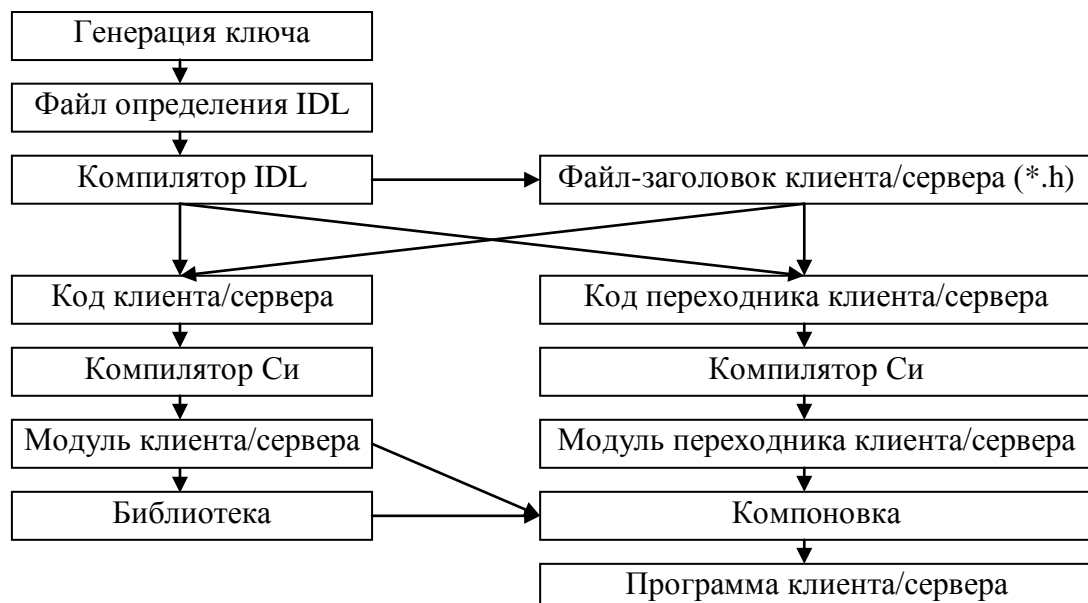 Генерация ключа
Файл определения IDL
Компилятор IDL
Файл-заголовок клиента/сервера (*.h)
Код клиента/сервера
Код переходника клиента/сервера
Компилятор Си
Компилятор Си
Модуль клиента/сервера
Модуль переходника клиента/сервера
Библиотека
Компоновка
Программа клиента/сервера